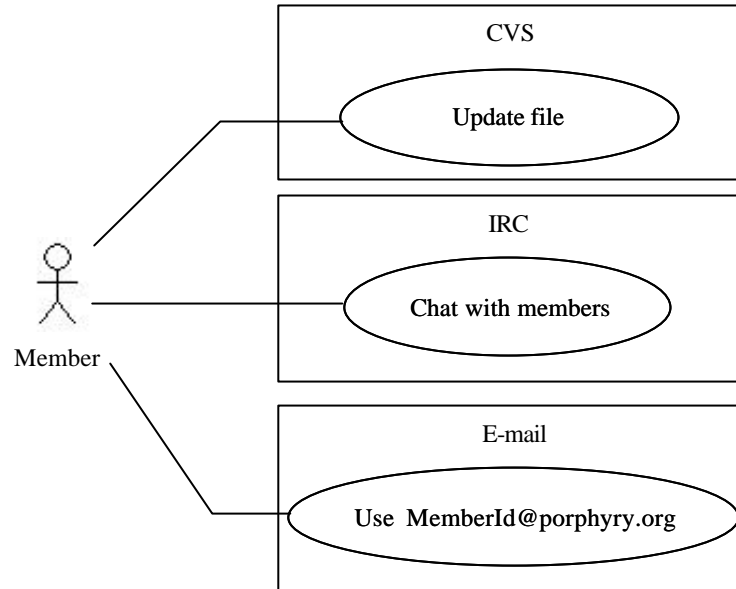 CVS
Update file
IRC
Chat with members
Member
E-mail
Use MemberId@porphyry.org